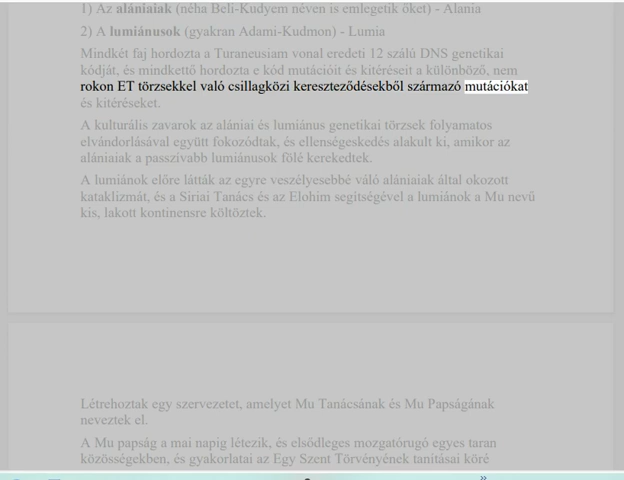 1) Az alániaiak (néha Beli-Kudyem néven is emlegetik őket) - Alania
2) A lumiánusok (gyakran Adami-Kudmon) - Lumia
Mindkét faj hordozta a Turaneusiam vonal eredeti 12 szálú DNS genetikai
kódját, és mindkettő hordozta e kód mutációit és kitéréseit a különböző, nem
rokon ET törzsekkel való csillagközi kereszteződésekből származó mutációkat
és kitéréseket.
A kulturális zavarok az alániai és lumiánus genetikai törzsek folyamatos
elvándorlásával együtt fokozódtak, és ellenségeskedés alakult ki, amikor az
alániaiak a passzívabb lumiánusok fölé kerekedtek.
A lumiánok előre látták az egyre veszélyesebbé váló alániaiak által okozott
kataklizmát, és a Síriai Tanács és az Elohim segítségével a lumiánok a Mu nevű
kis, lakott kontinensre költöztek.
Létrehoztak egy szervezetet, amelyet Mu Tanácsának és Mu Papságának
neveztek el.
A Mu papság a mai napig létezik, és elsődleges mozgatórugó egyes taran
közösségekben, és gyakorlatai az Egy Szent Törvényének tanításai köré